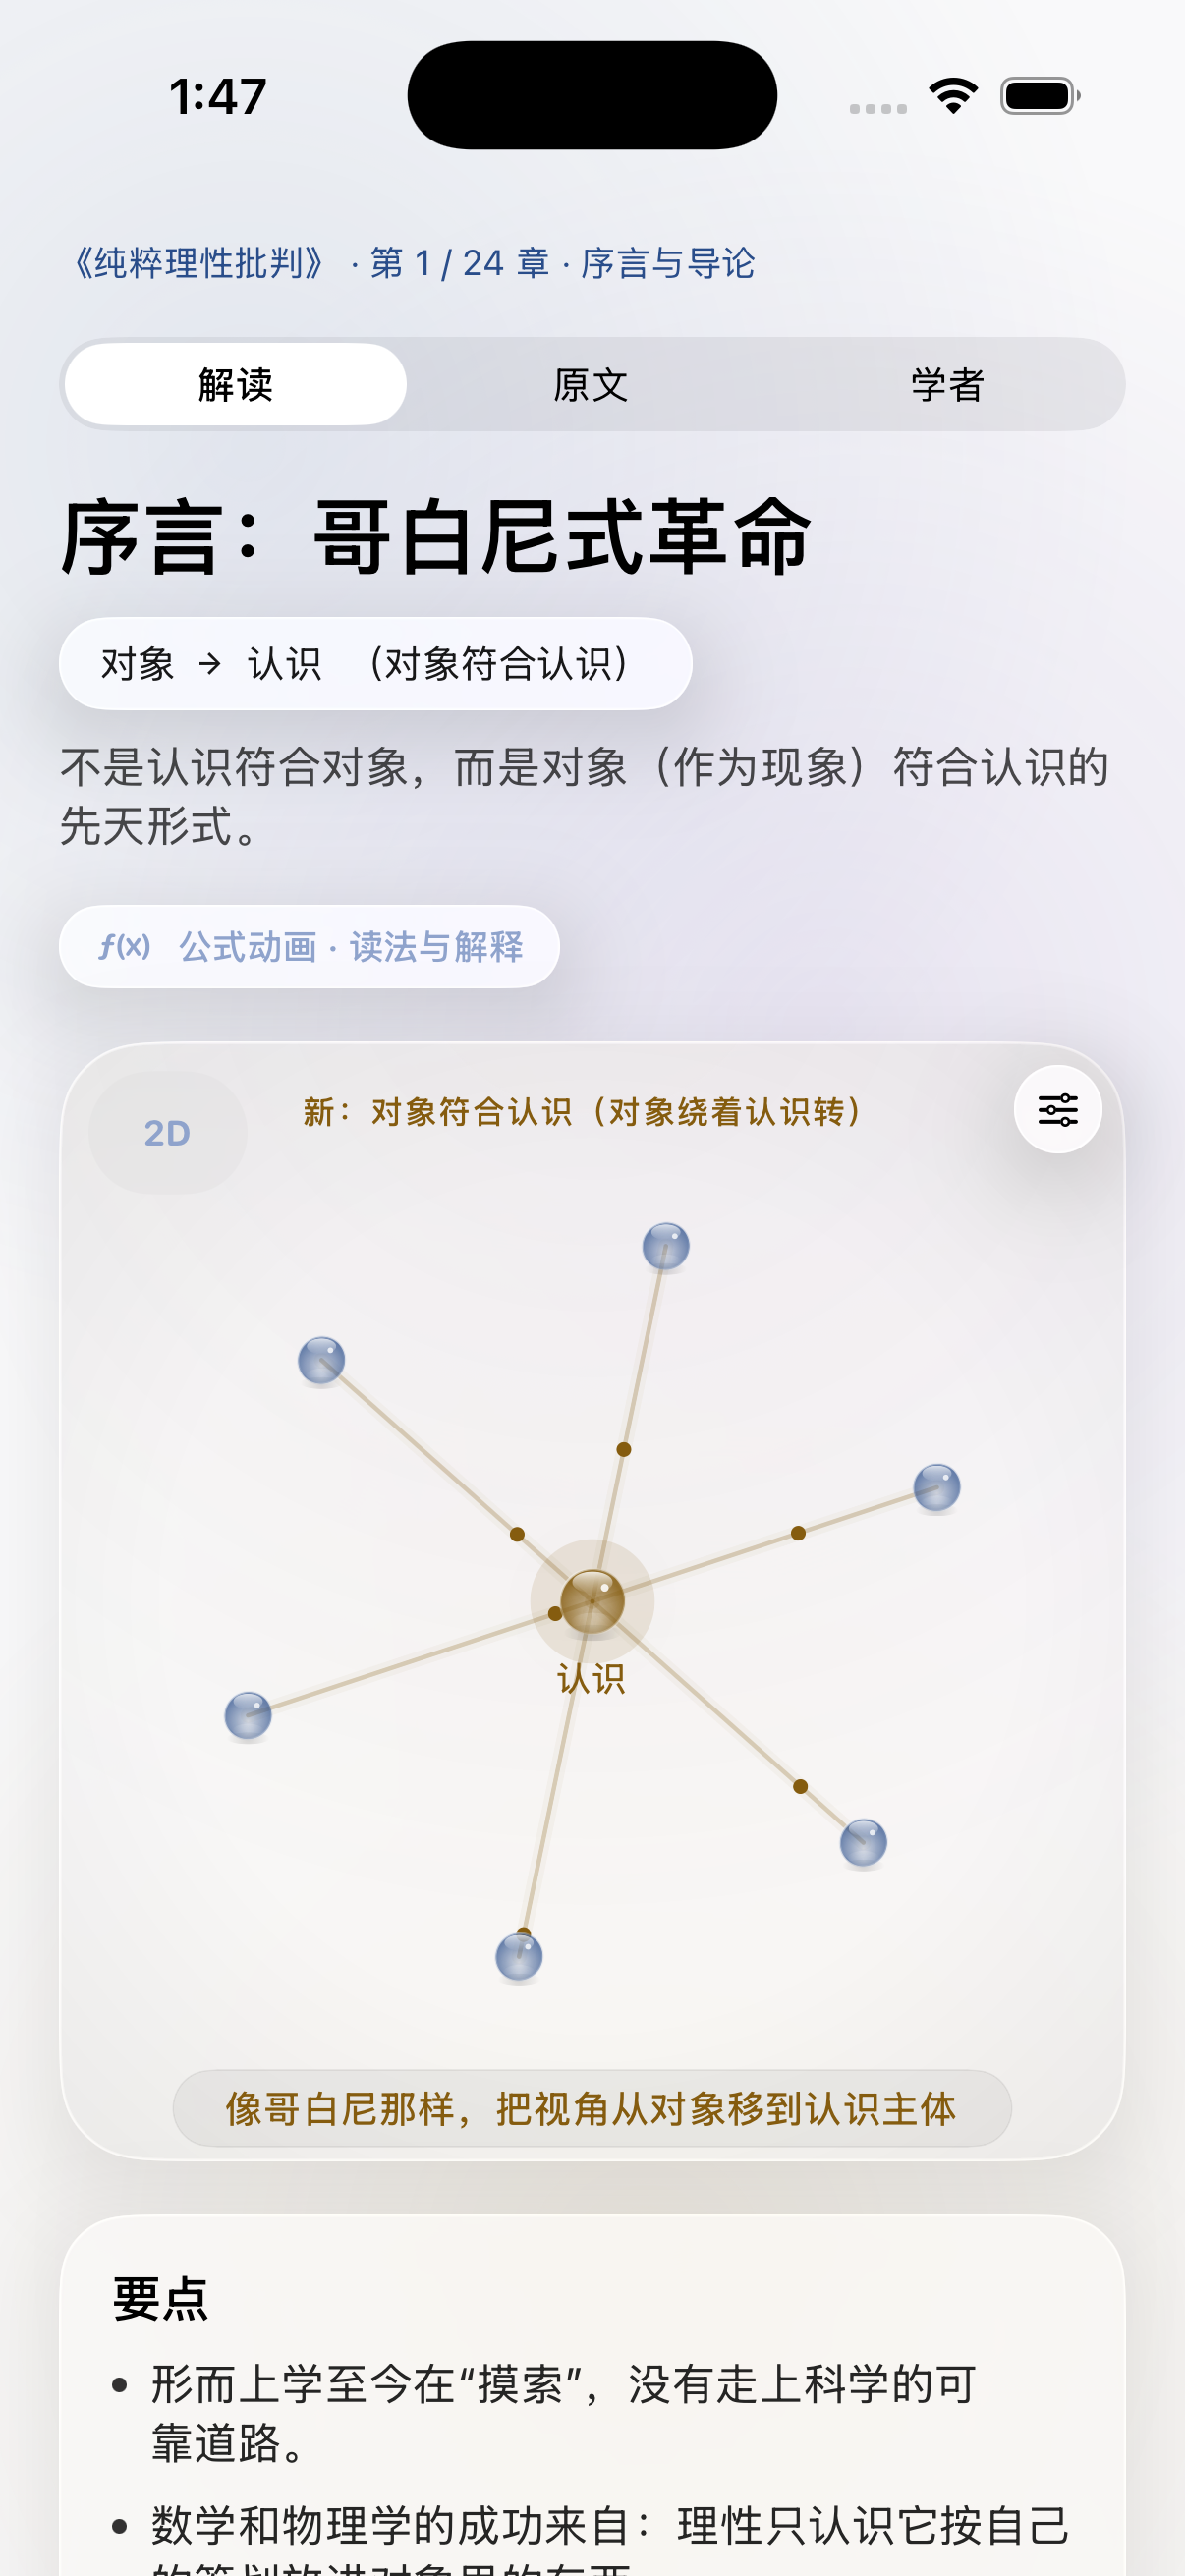 1:47
《纯粹理性批判》 · 第 1 / 24 章 · 序言与导论
解读
原文
学者
序言：哥白尼式革命
对象 → 认识 （对象符合认识）
不是认识符合对象，而是对象（作为现象）符合认识的
先天形式。
f(x) 公式动画 · 读法与解释
2D
新：对象符合认识（对象绕着认识转）
认识
像哥白尼那样，把视角从对象移到认识主体
要点
• 形而上学至今在“摸索”，没有走上科学的可
靠道路。
• 数学和物理学的成功来自：理性只认识它按自己